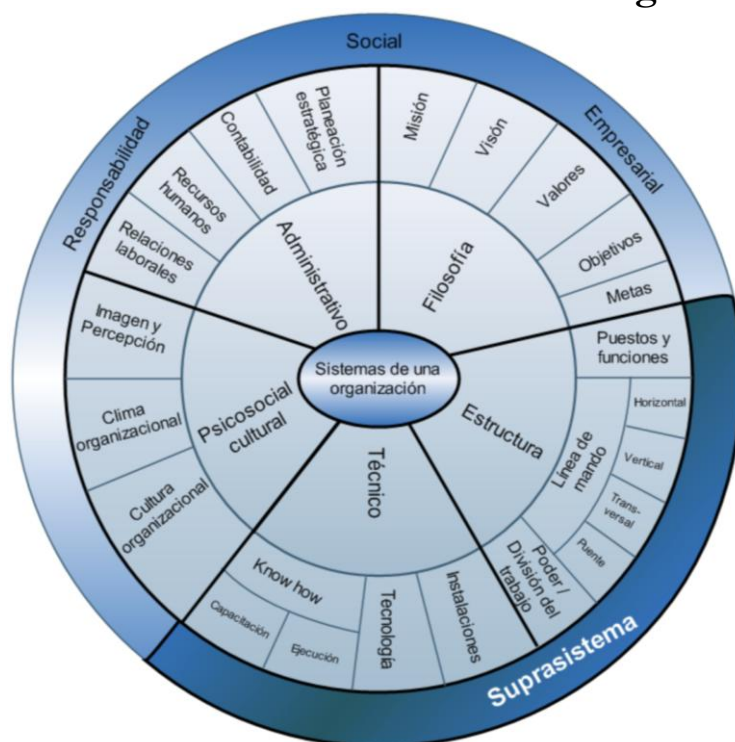 g
Social
Empresarial
Responsabilidad
Suprasistema
Sistemas de una
organización
Filosofía
Misión
Visón
Valores
Objetivos
Metas
Estructura
Puestos y
funciones
Línea de
mando
Horizontal
Vertical
Trans-
versal
Puente
Poder /
División del
trabajo
Técnico
Instalaciones
Tecnología
Know how
Ejecución
Capacitación
Psicosocial
cultural
Cultura
organizacional
Clima
organizacional
Imagen y
Percepción
Administrativo
Relaciones
laborales
Recursos
humanos
Contabilidad
Planeación
estratégica